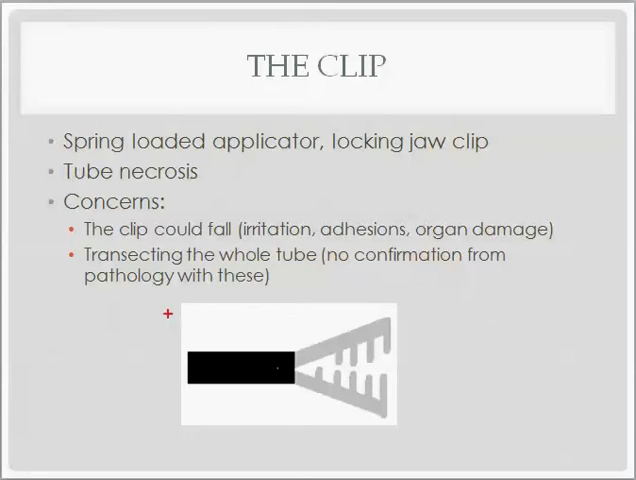 THE CLIP
• Spring loaded applicator, locking jaw clip
• Tube necrosis
• Concerns:
• The clip could fall (irritation, adhesions, organ damage)
• Transecting the whole tube (no confirmation from
pathology with these)